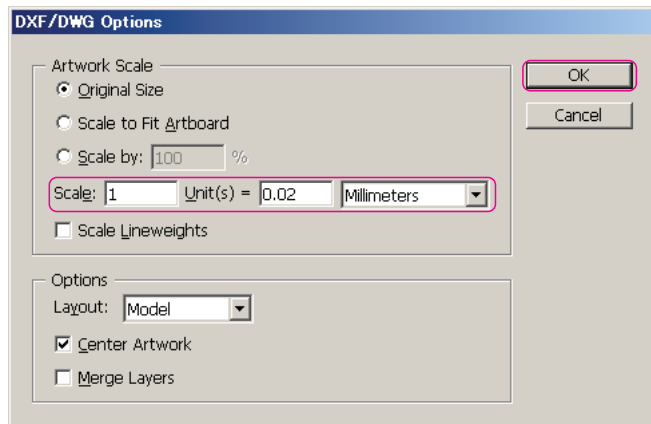 DXF/DWG Options
Artwork Scale
Original Size
Scale to Fit Artboard
Scale by: 100 %
Scale: 1 Unit(s) = 0.02 Millimeters
Scale Lineweights
OK
Cancel
Options
Layout: Model
Center Artwork
Merge Layers